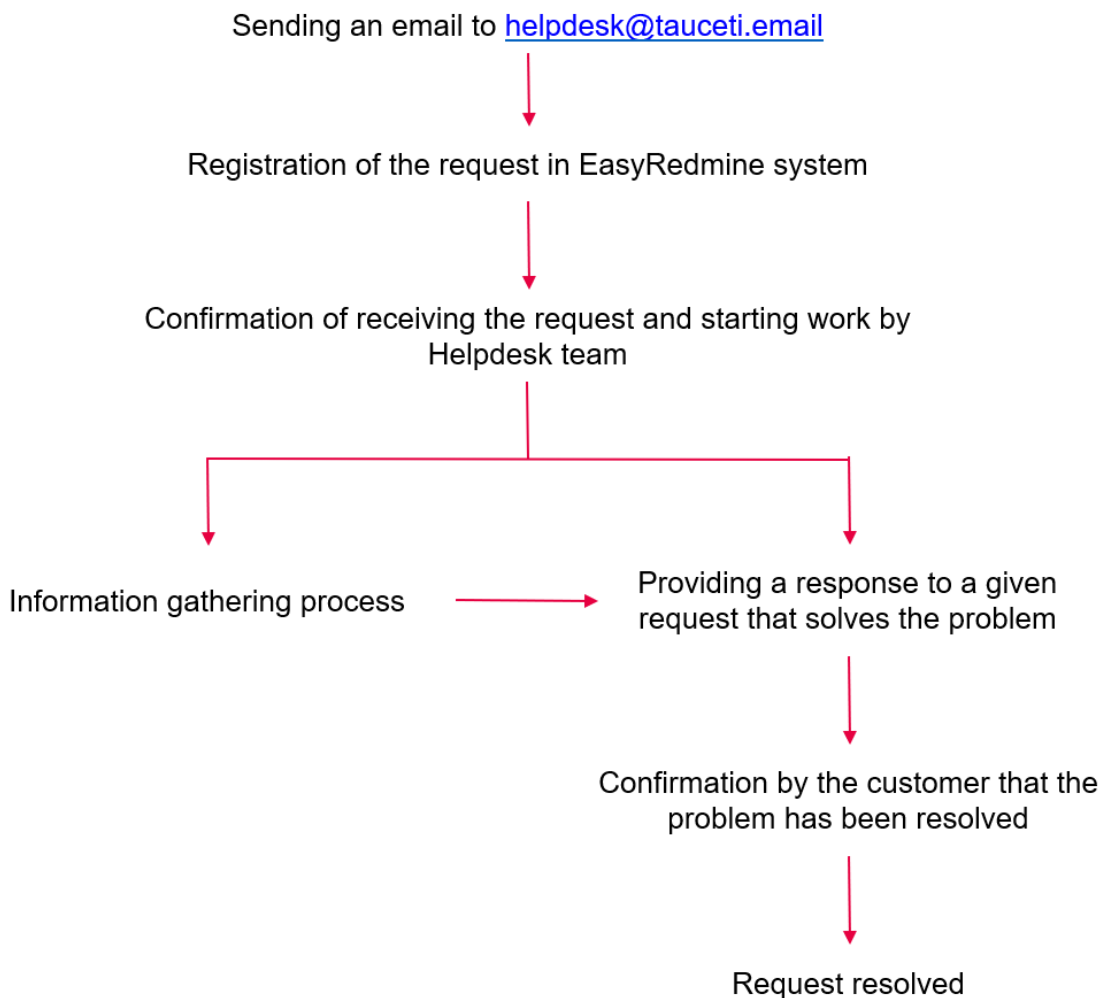 Sending an email to helpdesk@tauceti.email
Registration of the request in EasyRedmine system
Confirmation of receiving the request and starting work by
Helpdesk team
Information gathering process
Providing a response to a given
request that solves the problem
Confirmation by the customer that the
problem has been resolved
Request resolved